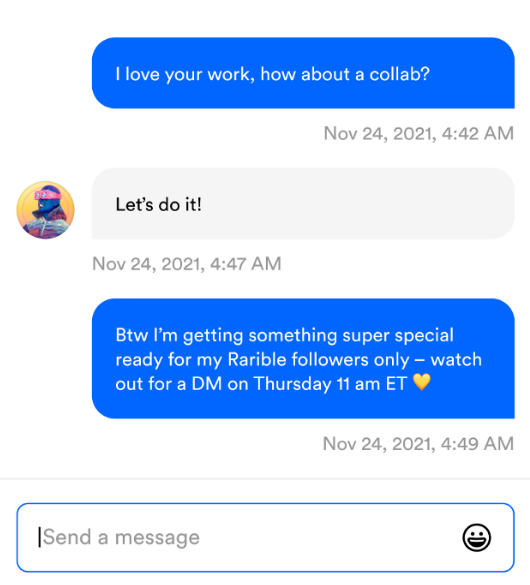 I love your work, how about a collab?
Nov 24, 2021, 4:42 AM
Let’s do it!
Nov 24, 2021, 4:47 AM
Btw I’m getting something super special
ready for my Rarible followers only – watch
out for a DM on Thursday 11 am ET 💛
Nov 24, 2021, 4:49 AM
Send a message